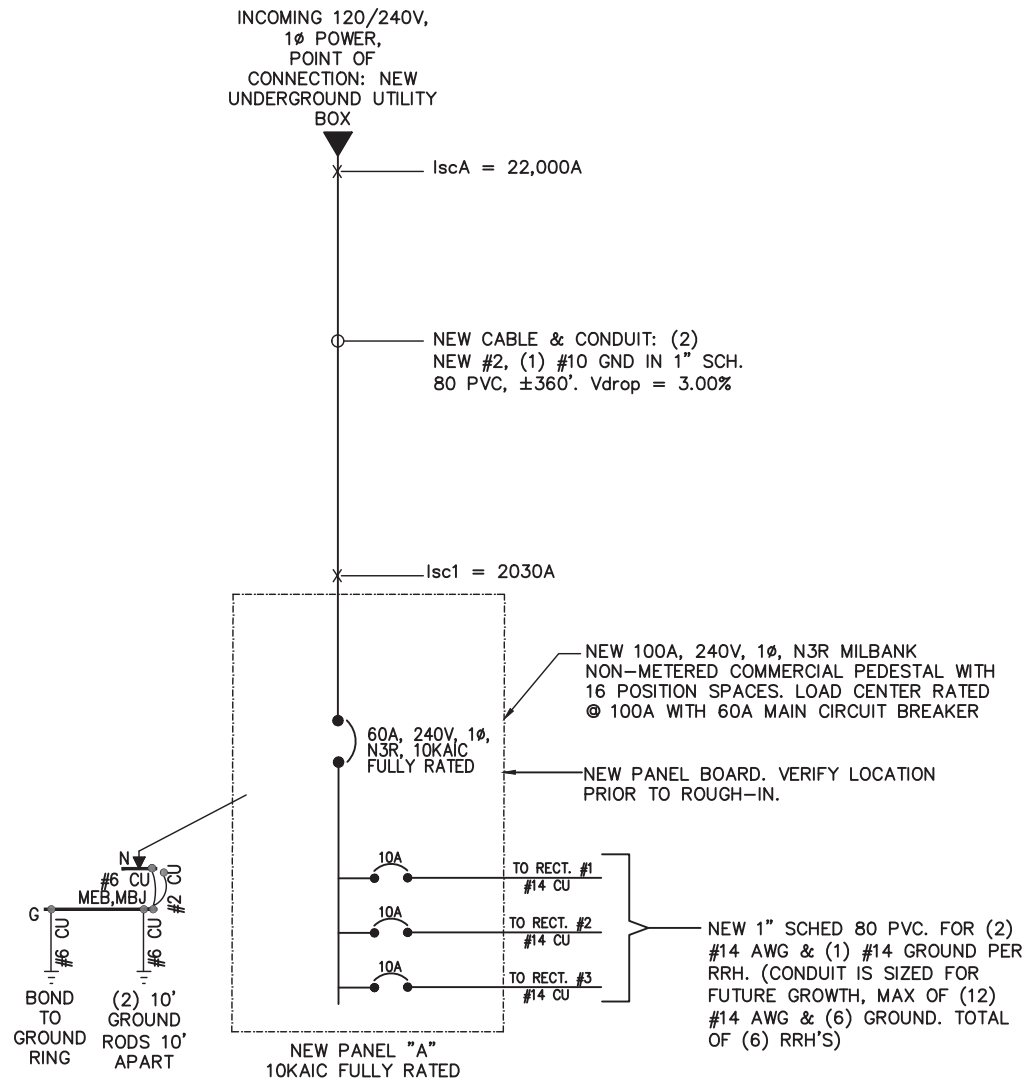 INCOMING 120/240V,
1ø POWER,
POINT OF
CONNECTION: NEW
UNDERGROUND UTILITY
BOX
IscA = 22,000A
NEW CABLE & CONDUIT: (2)
NEW #2, (1) #10 GND IN 1" SCH.
80 PVC, ±360'. Vdrop = 3.00%
Isc1 = 2030A
NEW 100A, 240V, 1ø, N3R MILBANK
NON-METERED COMMERCIAL PEDESTAL WITH
16 POSITION SPACES. LOAD CENTER RATED
@ 100A WITH 60A MAIN CIRCUIT BREAKER
60A, 240V, 1ø,
N3R, 10KAIC
FULLY RATED
NEW PANEL BOARD. VERIFY LOCATION
PRIOR TO ROUGH-IN.
N
#6 CU
MEB,MBJ
#2 CU
G
#6 CU
#6 CU
BOND
TO
GROUND
RING
(2) 10'
GROUND
RODS 10'
APART
10A
TO RECT. #1
#14 CU
10A
TO RECT. #2
#14 CU
10A
TO RECT. #3
#14 CU
NEW 1" SCHED 80 PVC. FOR (2)
#14 AWG & (1) #14 GROUND PER
RRH. (CONDUIT IS SIZED FOR
FUTURE GROWTH, MAX OF (12)
#14 AWG & (6) GROUND. TOTAL
OF (6) RRH'S)
NEW PANEL "A"
10KAIC FULLY RATED